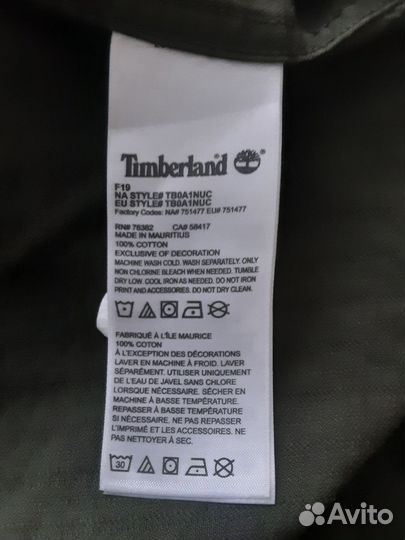 Timberland
F19
NA STYLE# TB0A1NUC
EU STYLE# TB0A1NUC
Factory Codes: NA# 751477 EU# 751477
RN# 76382 CA# 58417
MADE IN MAURITIUS
100% COTTON
EXCLUSIVE OF DECORATION
MACHINE WASH COLD. WASH SEPARATELY. ONLY
NON CHLORINE BLEACH WHEN NEEDED. TUMBLE
DRY LOW. COOL IRON AS NEEDED. DO NOT IRON
PRINT AND ACCESSORIES. DO NOT DRY CLEAN.
FABRIQUÉ À L'ÎLE MAURICE
100% COTON
À L'EXCEPTION DES DÉCORATIONS
LAVER EN MACHINE À FROID. LAVER
SÉPARÉMENT. UTILISER UNIQUEMENT
DE L'EAU DE JAVEL SANS CHLORE
LORSQUE NÉCESSAIRE. SÉCHER EN
MACHINE À BASSE TEMPÉRATURE.
REPASSER À BASSE TEMPÉRATURE
SI NÉCESSAIRE. NE PAS REPASSER
L'IMPRIMÉ ET LES ACCESSOIRES. NE
PAS NETTOYER À SEC.
30
Avito